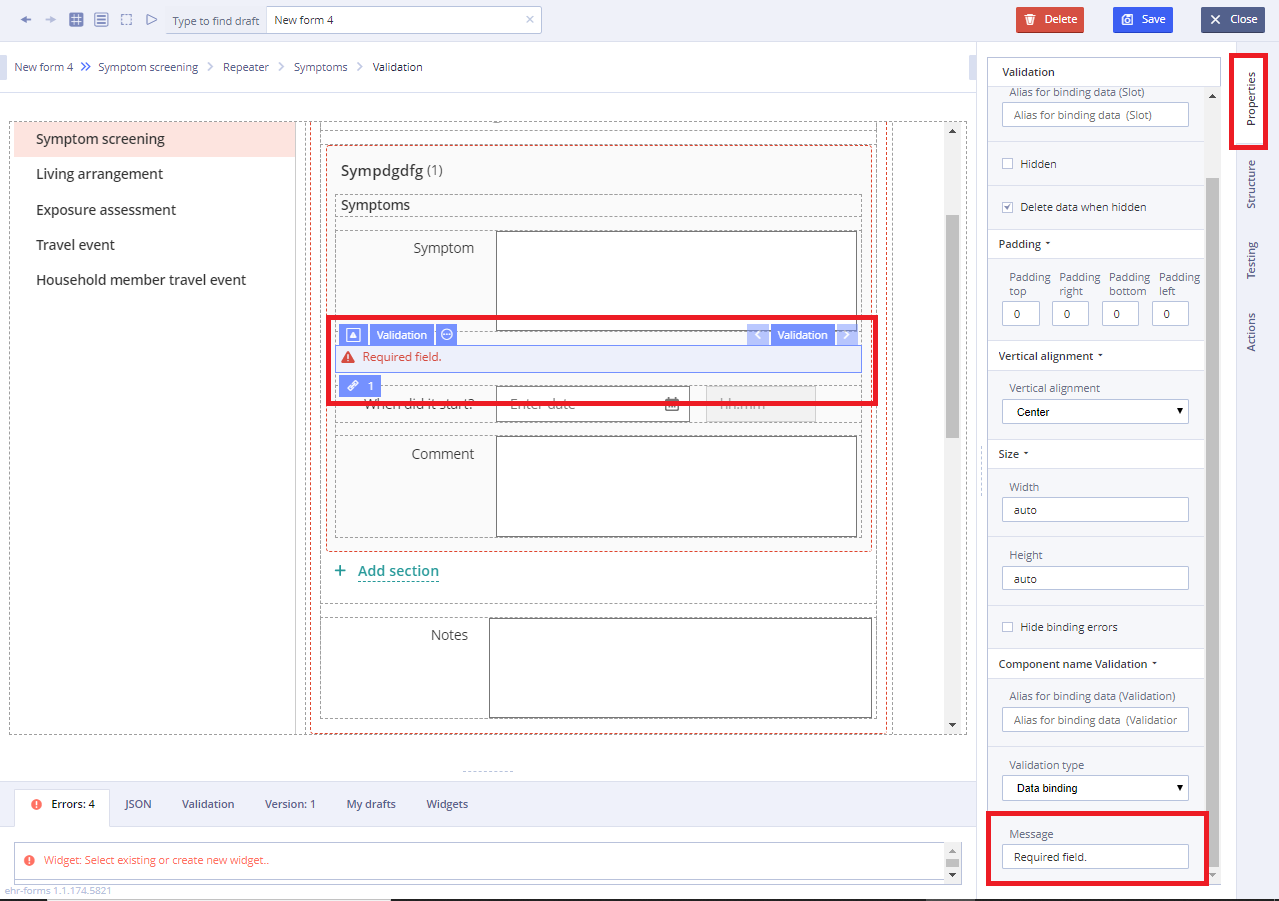 Type to find draft
New form 4
Delete
Save
Close
New form 4
Symptom screening
Repeater
Symptoms
Validation
Symptom screening
Living arrangement
Exposure assessment
Travel event
Household member travel event
Sympdgdfg (1)
Symptoms
Symptom
Validation
Validation
Required field.
1
When did it start?
Enter date
hh:mm
Comment
+ Add section
Notes
Errors: 4
JSON
Validation
Version: 1
My drafts
Widgets
Widget: Select existing or create new widget..
ehr-forms 1.1.174.5821
Validation
Alias for binding data (Slot)
Alias for binding data (Slot)
Hidden
Delete data when hidden
Padding
Padding top
Padding right
Padding bottom
Padding left
0
0
0
0
Vertical alignment
Vertical alignment
Center
Size
Width
auto
Height
auto
Hide binding errors
Component name Validation
Alias for binding data (Validation)
Alias for binding data (Validation
Validation type
Data binding
Message
Required field.
Properties
Structure
Testing
Actions